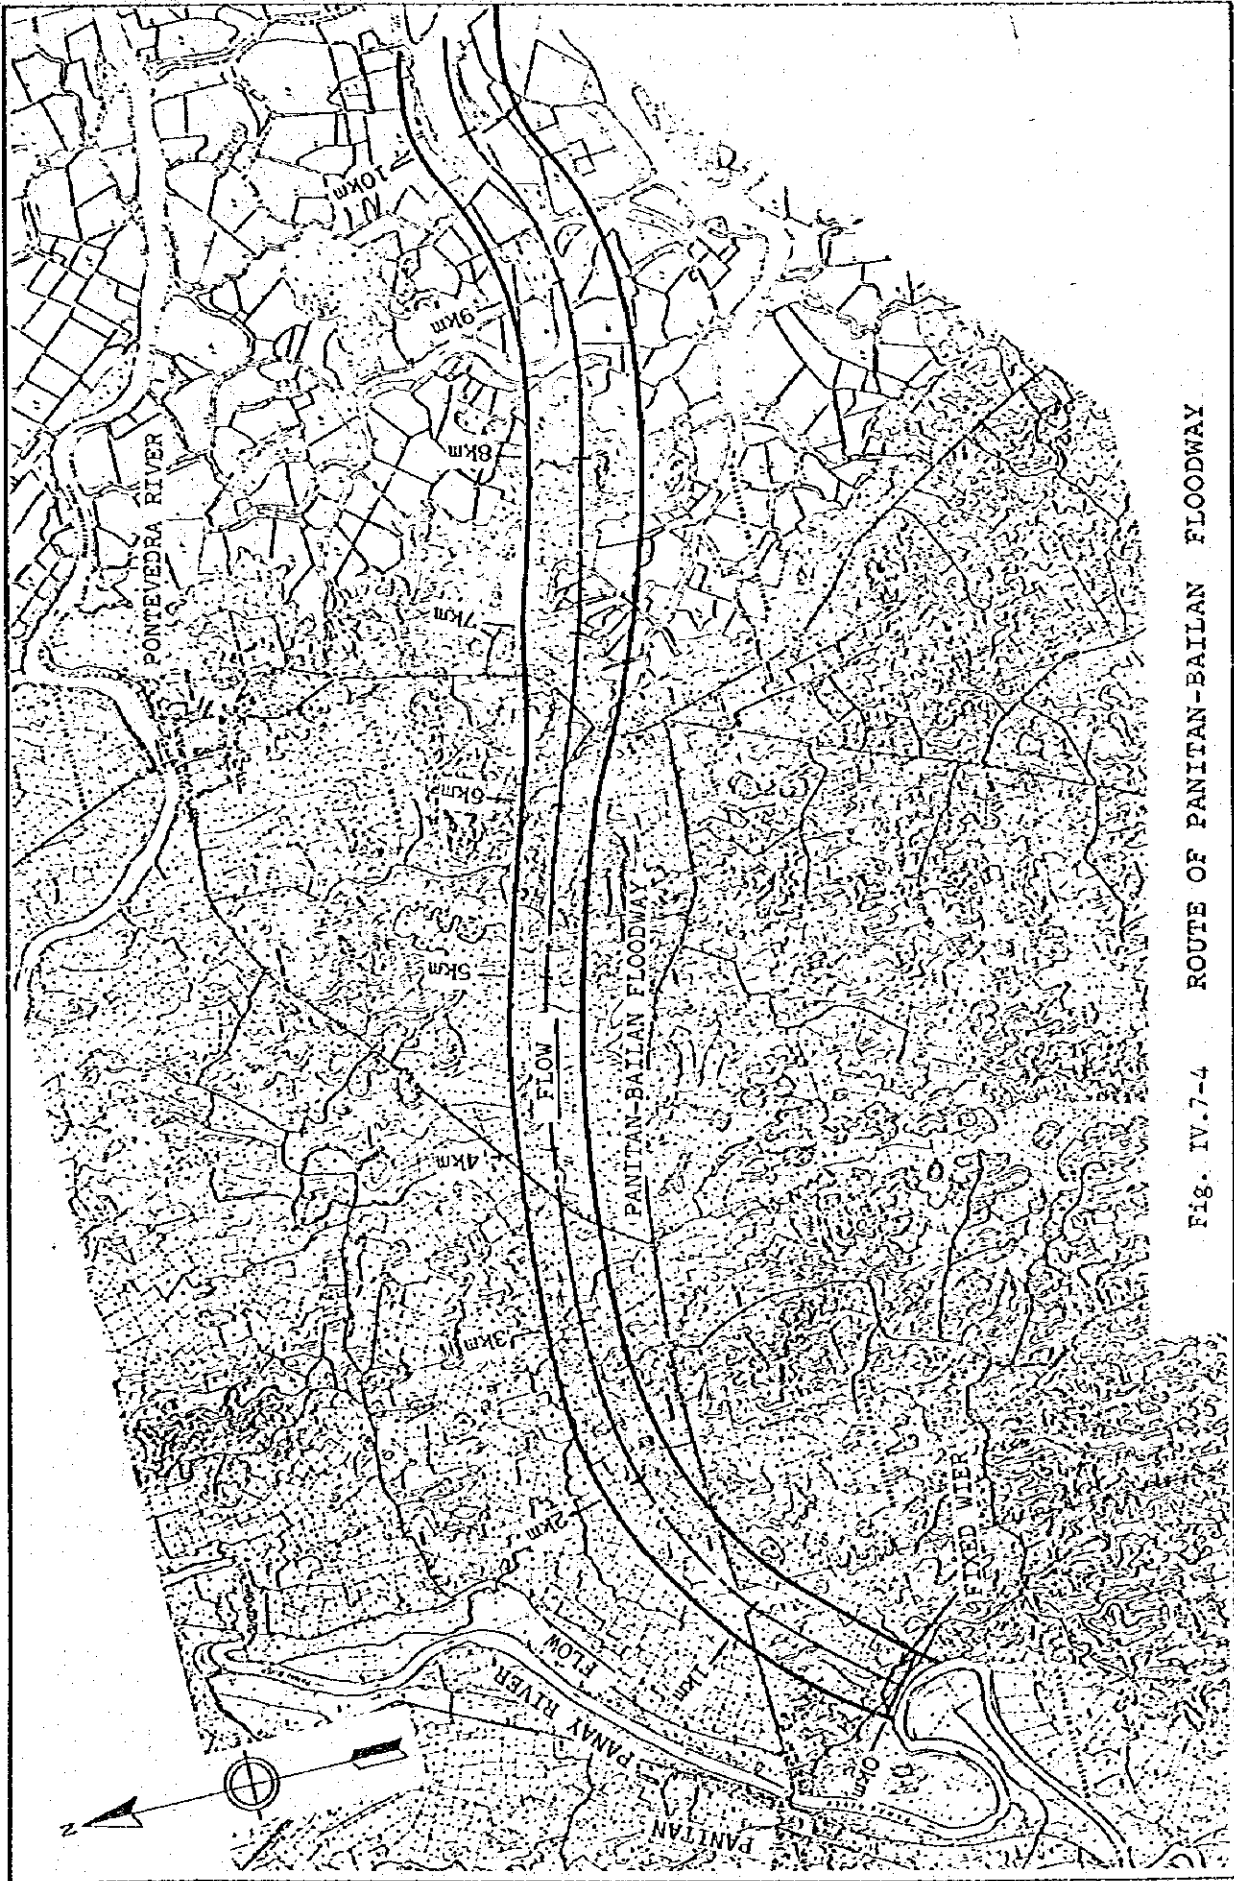 N
PONTEVEDRA RIVER
10km
9km
8km
7km
6km
5km
4km
3km
2km
1km
0km
FLOW
PANITAN-BAILAN FLOODWAY
FLOW
PANAY RIVER
PANITAN
FIXED WIER
Fig. IV.7-4 ROUTE OF PANITAN-BAILAN FLOODWAY